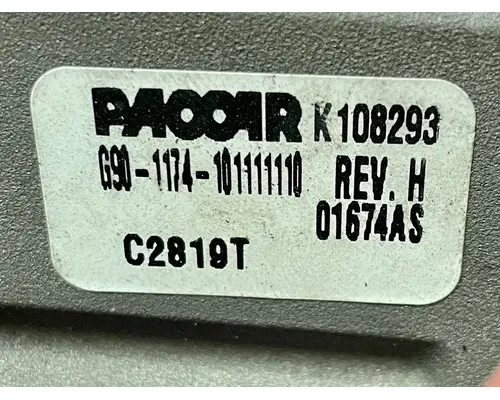 PACCAR K108293
G90-1174-101111110 REV. H
01674AS
C2819T